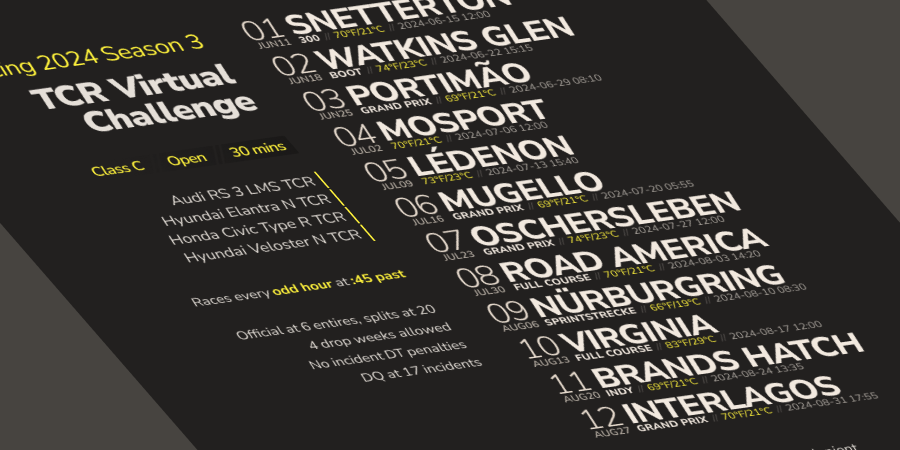 ing 2024 Season 3
TCR Virtual
Challenge
Class C Open 30 mins
Audi RS 3 LMS TCR
Hyundai Elantra N TCR
Honda Civic Type R TCR
Hyundai Veloster N TCR
Races every odd hour at :45 past
Official at 6 entires, splits at 20
4 drop weeks allowed
No incident DT penalties
DQ at 17 incidents
01 SNETTERTON
JUN11 300 // 70°F/21°C // 2024-06-15 12:00
02 WATKINS GLEN
JUN18 BOOT // 74°F/23°C // 2024-06-22 15:15
03 PORTIMÃO
JUN25 GRAND PRIX // 69°F/21°C // 2024-06-29 08:10
04 MOSPORT
JUL02 70°F/21°C // 2024-07-06 12:00
05 LÉDENON
JUL09 73°F/23°C // 2024-07-13 15:40
06 MUGELLO
JUL16 GRAND PRIX // 69°F/21°C // 2024-07-20 05:55
07 OSCHERSLEBEN
JUL23 GRAND PRIX // 74°F/23°C // 2024-07-27 12:00
08 ROAD AMERICA
JUL30 FULL COURSE // 70°F/21°C // 2024-08-03 14:20
09 NÜRBURGRING
AUG06 SPRINTSTRECKE // 66°F/19°C // 2024-08-10 08:30
10 VIRGINIA
AUG13 FULL COURSE // 83°F/29°C // 2024-08-17 12:00
11 BRANDS HATCH
AUG20 INDY // 69°F/21°C // 2024-08-24 13:35
12 INTERLAGOS
AUG27 GRAND PRIX // 70°F/21°C // 2024-08-31 17:55